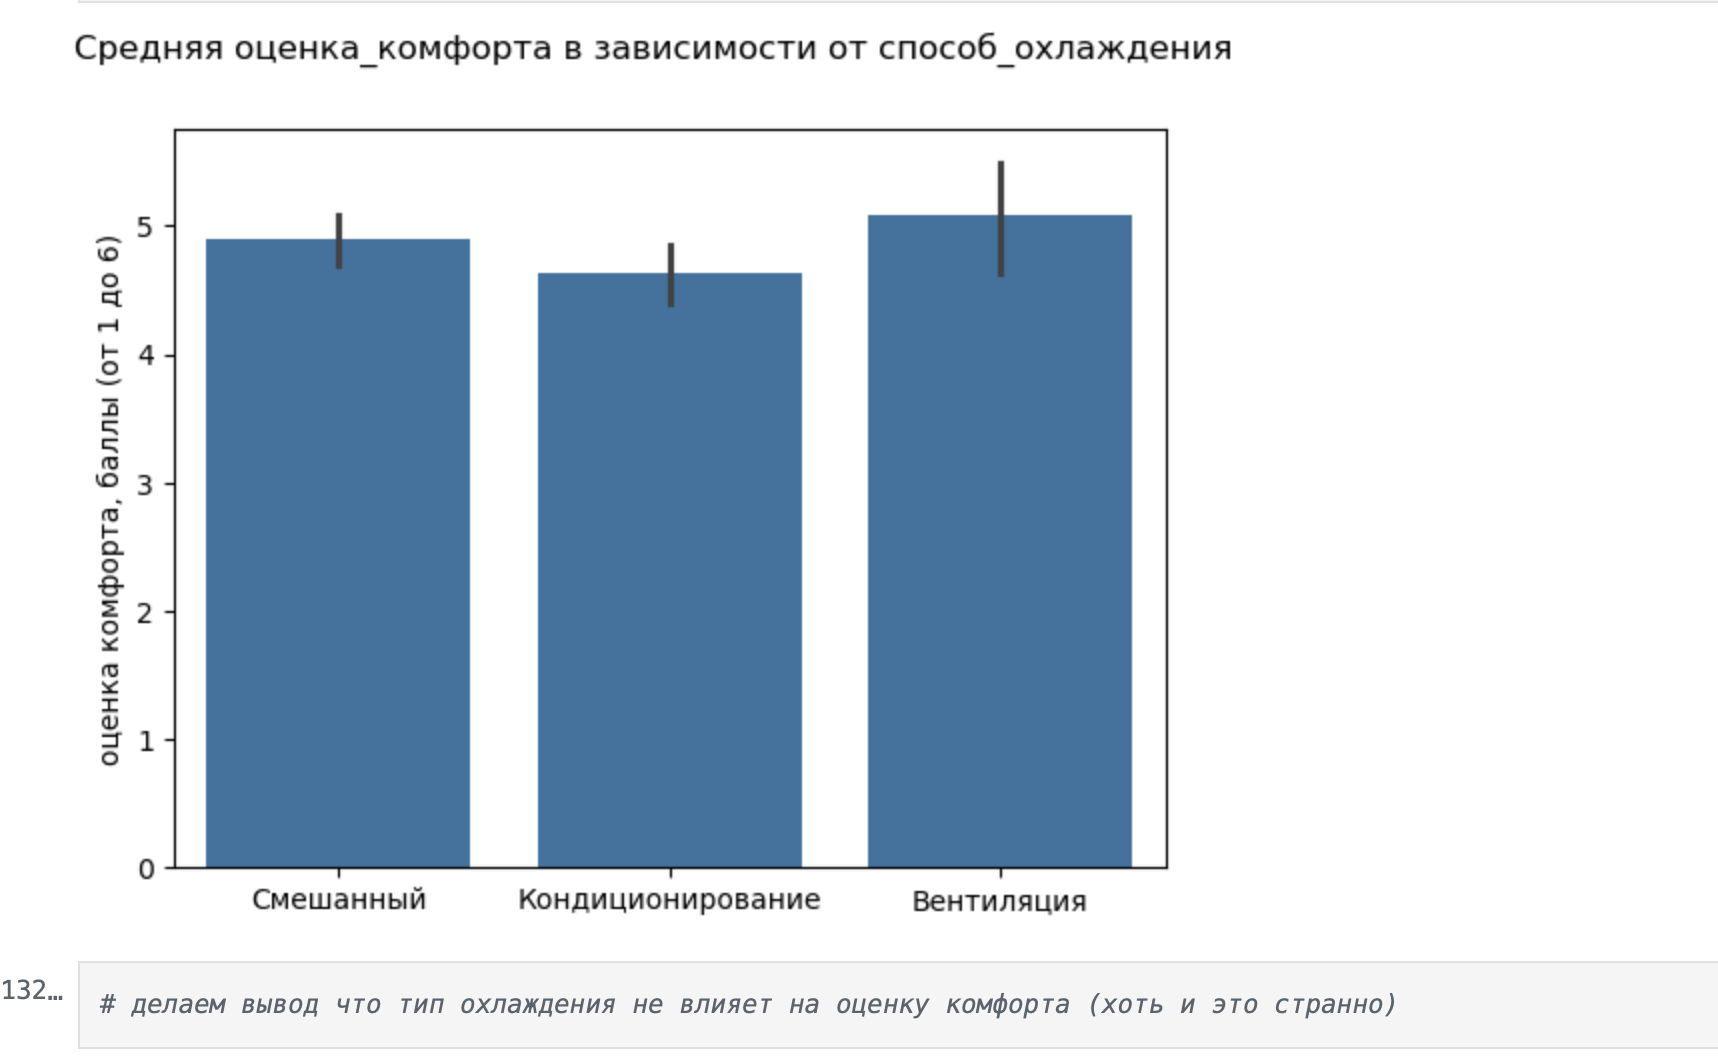 Средняя оценка_комфорта в зависимости от способ_охлаждения
оценка комфорта, баллы (от 1 до 6)
5
4
3
2
1
0
Смешанный Кондиционирование Вентиляция
132…
# делаем вывод что тип охлаждения не влияет на оценку комфорта (хоть и это странно)